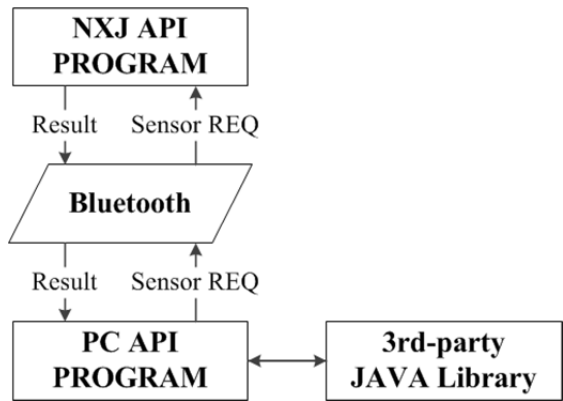 NXJ API
PROGRAM
Result
Sensor REQ
Bluetooth
Result
Sensor REQ
PC API
PROGRAM
3rd-party
JAVA Library